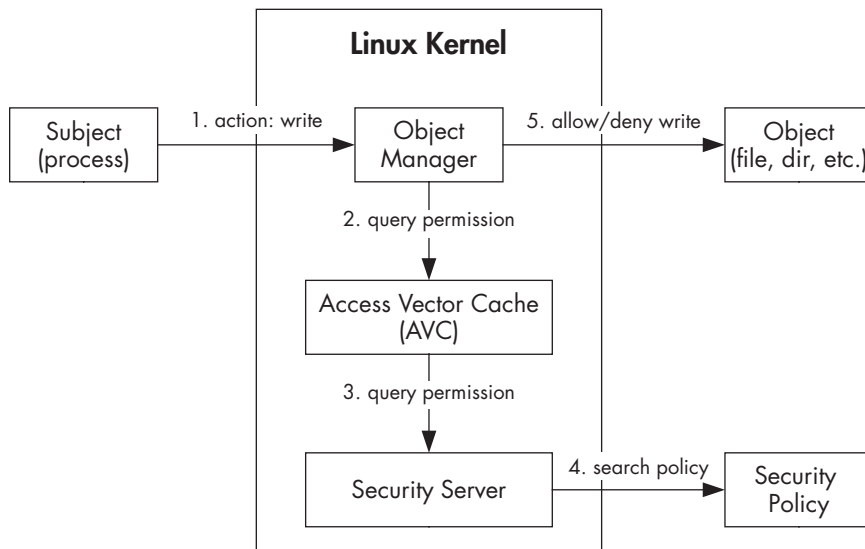 Linux Kernel
Subject
(process)
1. action: write
Object
Manager
5. allow/deny write
Object
(file, dir, etc.)
2. query permission
Access Vector Cache
(AVC)
3. query permission
Security Server
4. search policy
Security
Policy